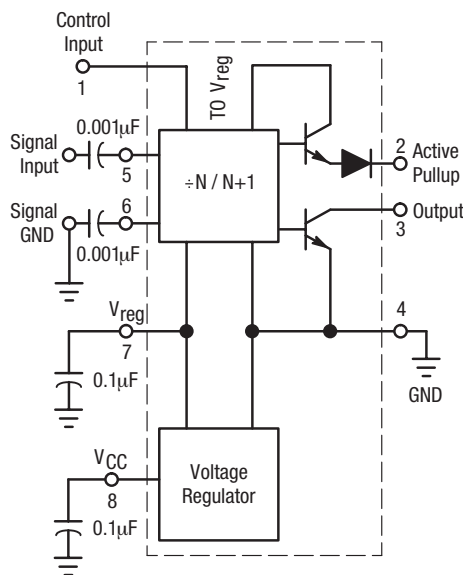 Control
Input
1
TO Vreg
0.001µF
Signal
Input
5
÷N / N+1
2
Active
Pullup
Signal
GND
6
0.001µF
Output
3
Vreg
7
4
0.1µF
GND
VCC
8
Voltage
Regulator
0.1µF